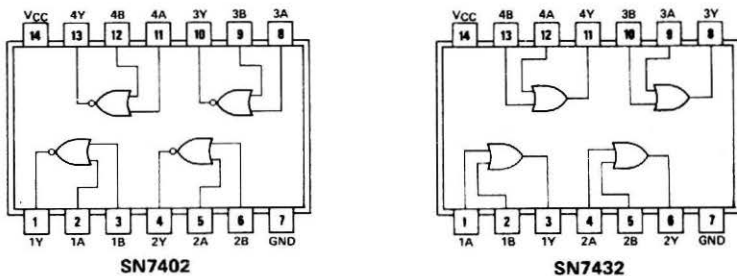 VCC 4Y 4B 4A 3Y 3B 3A
14 13 12 11 10 9 8
1 2 3 4 5 6 7
1Y 1A 1B 2Y 2A 2B GND
SN7402
VCC 4B 4A 4Y 3B 3A 3Y
14 13 12 11 10 9 8
1 2 3 4 5 6 7
1A 1B 1Y 2A 2B 2Y GND
SN7432